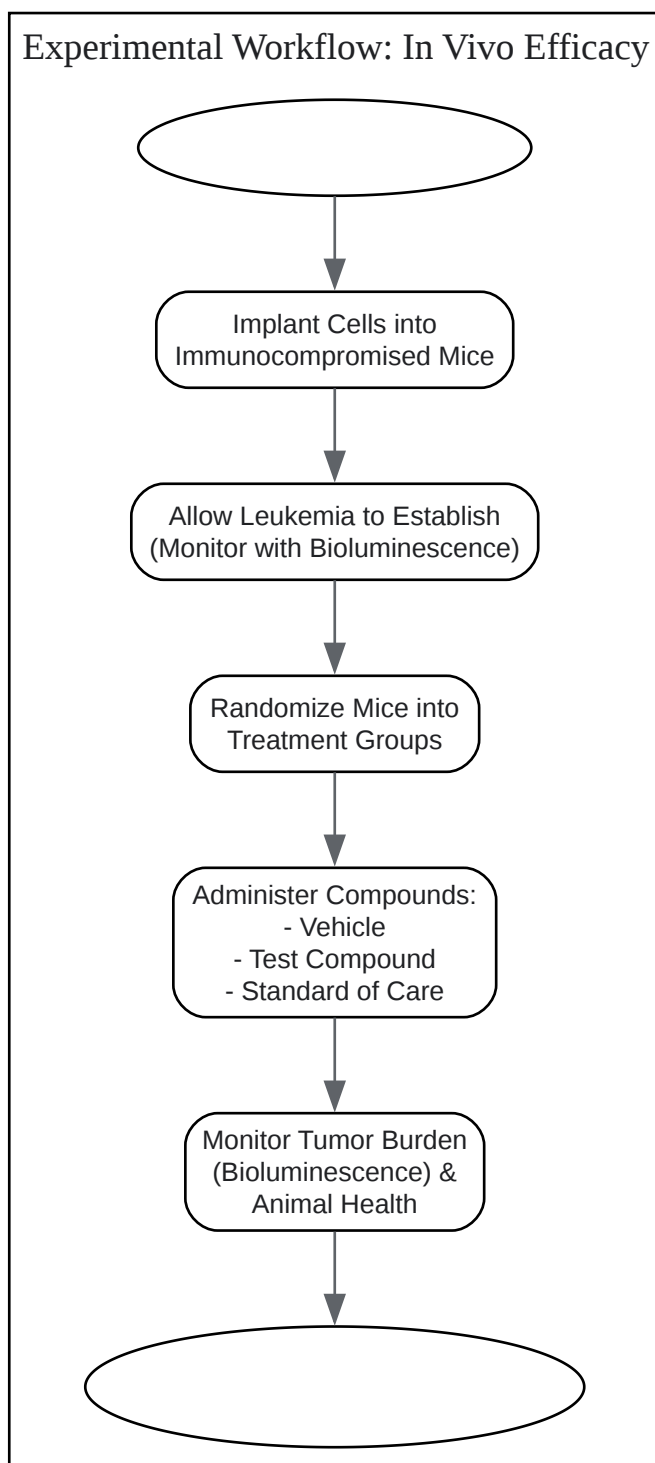 Experimental Workflow: In Vivo Efficacy
Implant Cells into
Immunocompromised Mice
Allow Leukemia to Establish
(Monitor with Bioluminescence)
Randomize Mice into
Treatment Groups
Administer Compounds:
- Vehicle
- Test Compound
- Standard of Care
Monitor Tumor Burden
(Bioluminescence) &
Animal Health